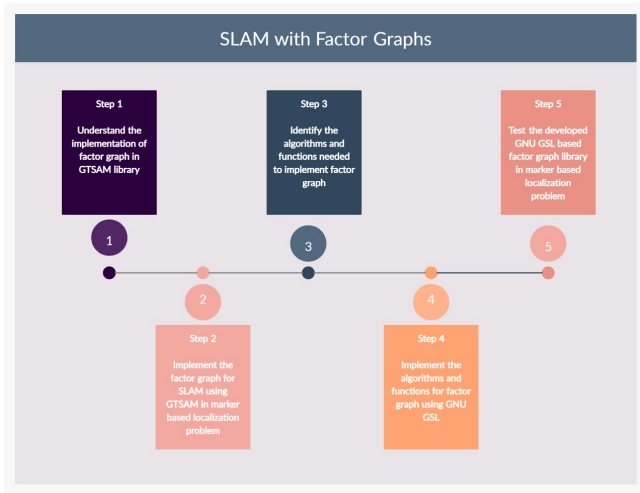 SLAM with Factor Graphs
Step 1
Understand the
implementation of
factor graph in
GTSAM library
1
2
Step 2
Implement the
factor graph for
SLAM using
GTSAM in marker
based localization
problem
Step 3
Identify the
algorithms and
functions needed
to implement factor
graph
3
4
Step 4
Implement the
algorithms and
functions for factor
graph using GNU
GSL
Step 5
Test the developed
GNU GSL based
factor graph library
in marker based
localization
problem
5